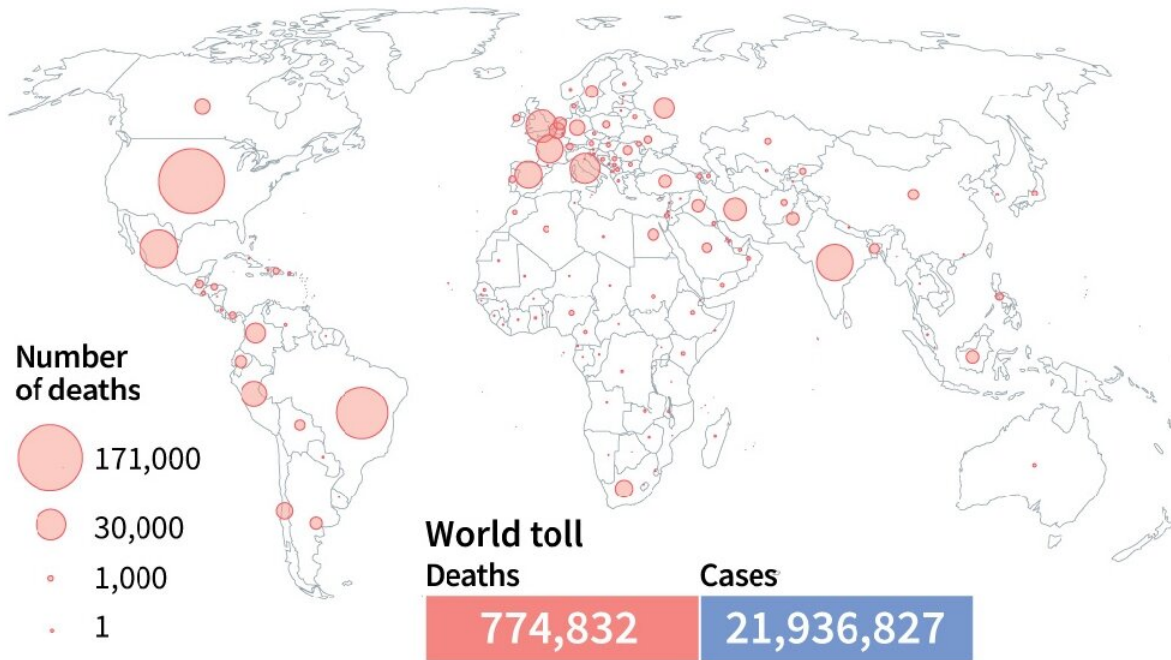 Number
of deaths
171,000
30,000
1,000
1
World toll
Deaths
Cases
774,832
21,936,827